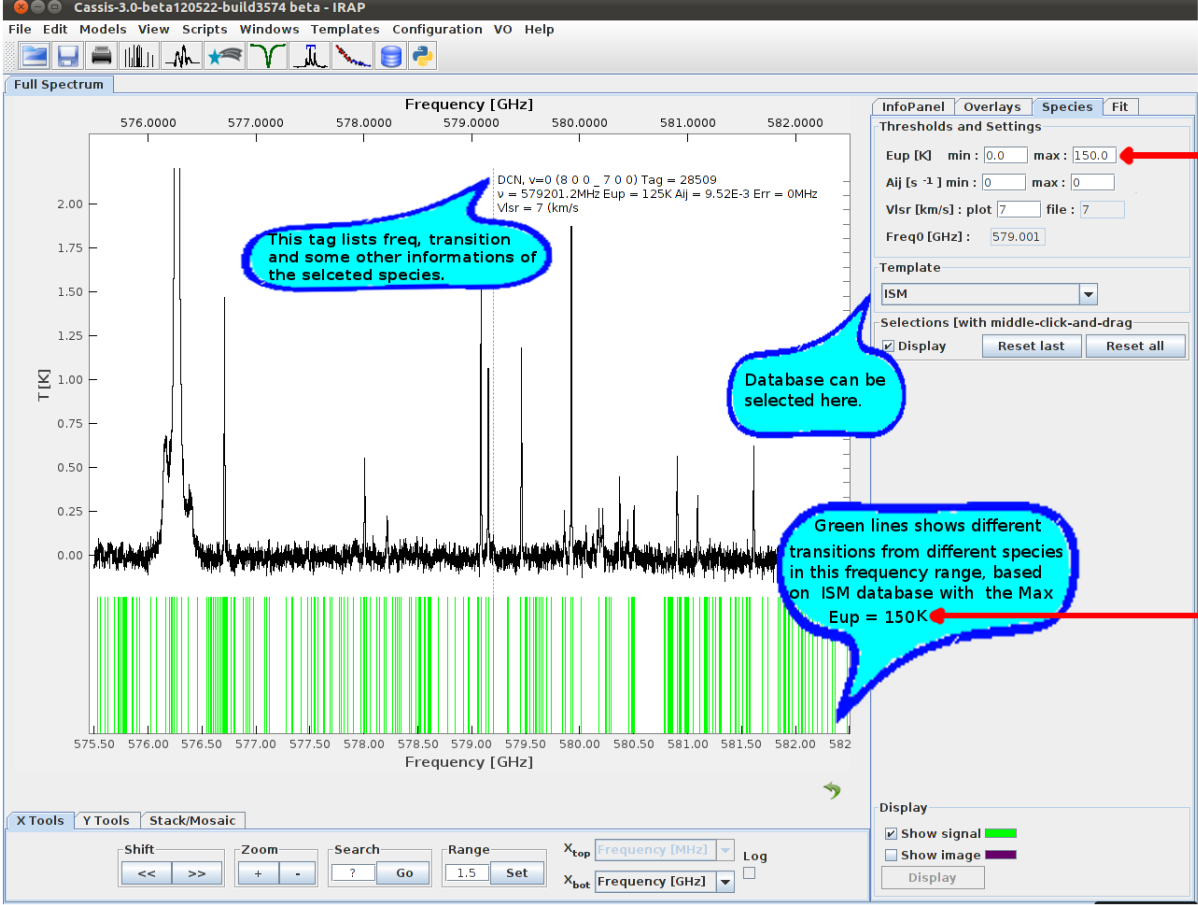 Cassis-3.0-beta120522-build3574 beta - IRAP
File Edit Models View Scripts Windows Templates Configuration VO Help
Full Spectrum
Frequency [GHz]
576.0000 577.0000 578.0000 579.0000 580.0000 581.0000 582.0000
DCN, v=0 (8 0 0 _ 7 0 0) Tag = 28509
ν = 579201.2MHz Eup = 125K Aij = 9.52E-3 Err = 0MHz
Vlsr = 7 (km/s
This tag lists freq, transition
and some other informations of
the selceted species.
T [K]
2.00
1.75
1.50
1.25
1.00
0.75
0.50
0.25
0.00
575.50 576.00 576.50 577.00 577.50 578.00 578.50 579.00 579.50 580.00 580.50 581.00 581.50 582.00 582
Frequency [GHz]
InfoPanel Overlays Species Fit
Thresholds and Settings
Eup [K] min : 0.0 max : 150.0
Aij [s -1 ] min : 0 max : 0
Vlsr [km/s] : plot 7 file : 7
Freq0 [GHz] : 579.001
Template
ISM
Selections [with middle-click-and-drag
Display Reset last Reset all
Database can be
selected here.
Green lines shows different
transitions from different species
in this frequency range, based
on ISM database with the Max
Eup = 150K
Display
Show signal
Show image
Display
X Tools Y Tools Stack/Mosaic
Shift
<< >>
Zoom
+ -
Search
? Go
Range
1.5 Set
Xtop Frequency [MHz]
Xbot Frequency [GHz]
Log